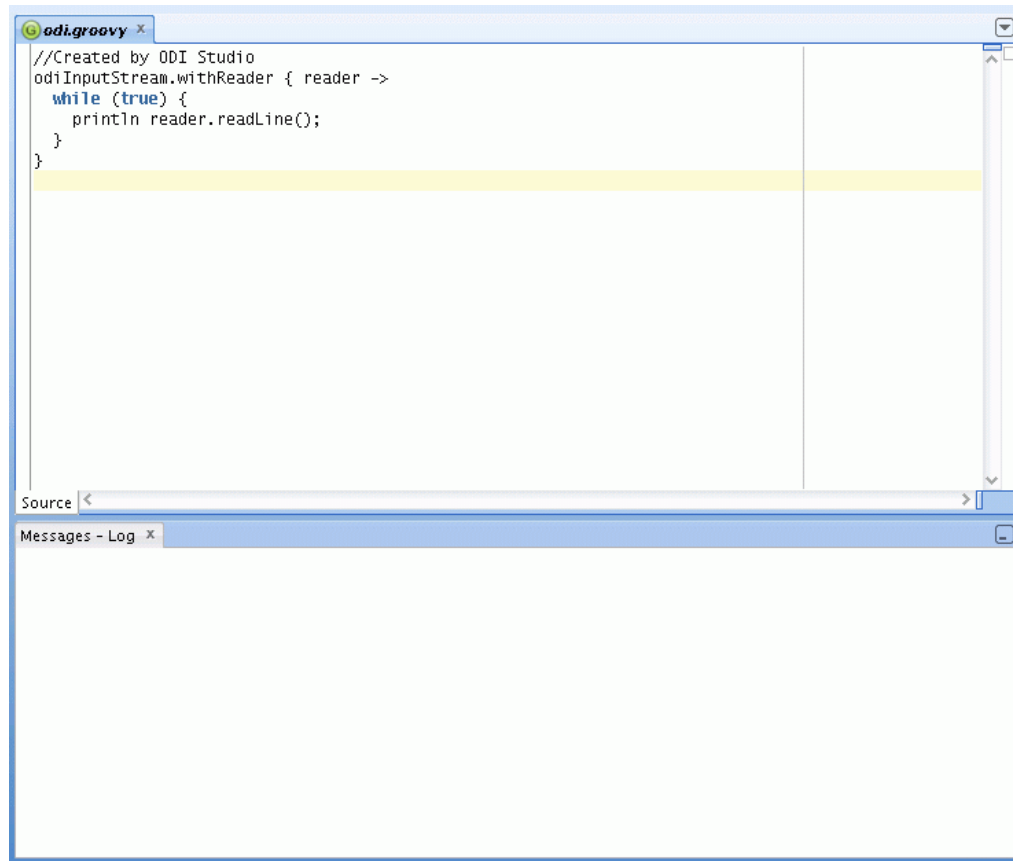 G odi.groovy x
//Created by ODI Studio
odiInputStream.withReader { reader ->
  while (true) {
    println reader.readLine();
  }
}
Source
Messages - Log x